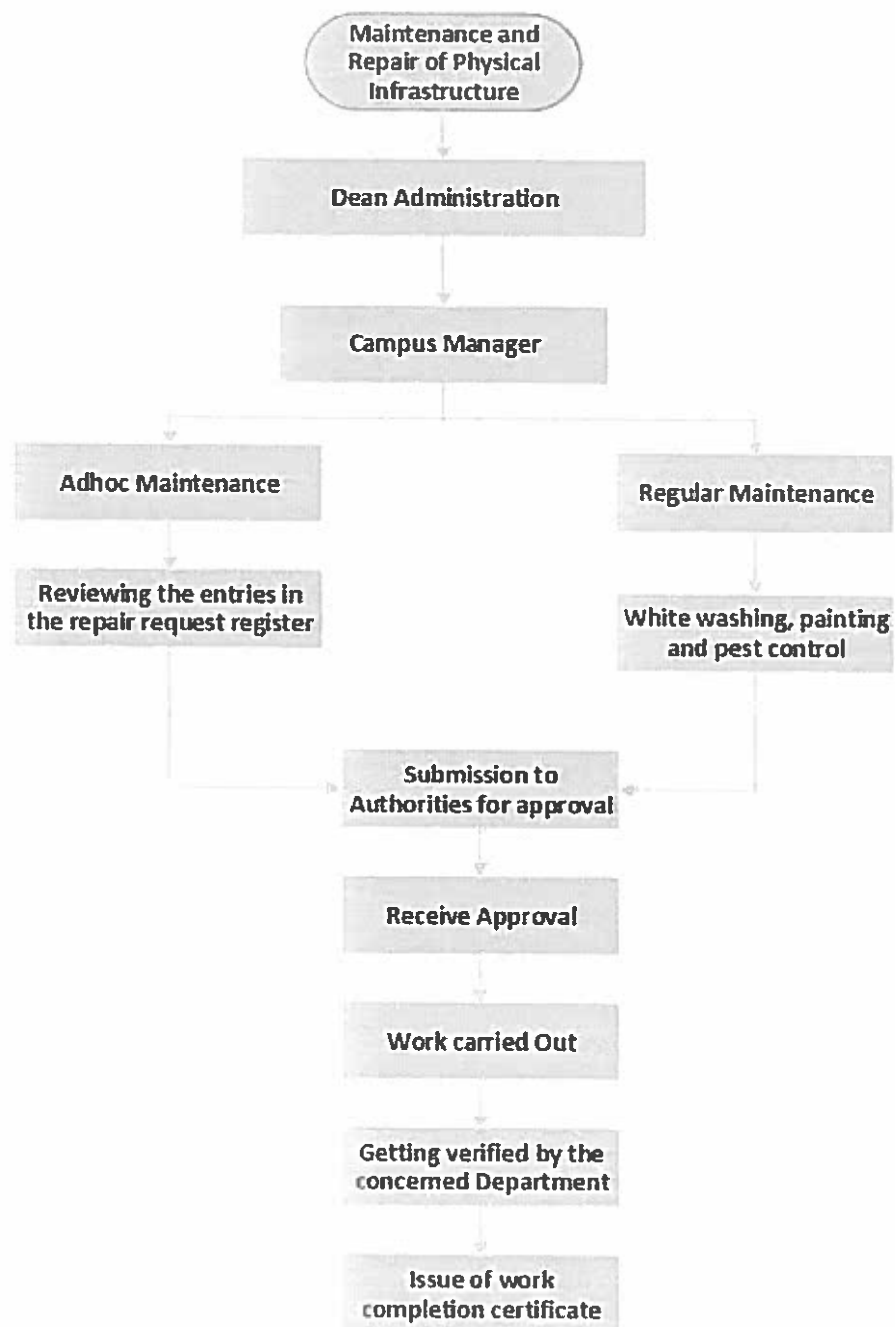 Maintenance and
Repair of Physical
Infrastructure
Dean Administration
Campus Manager
Adhoc Maintenance
Regular Maintenance
Reviewing the entries in
the repair request register
White washing, painting
and pest control
Submission to
Authorities for approval
Receive Approval
Work carried Out
Getting verified by the
concerned Department
Issue of work
completion certificate